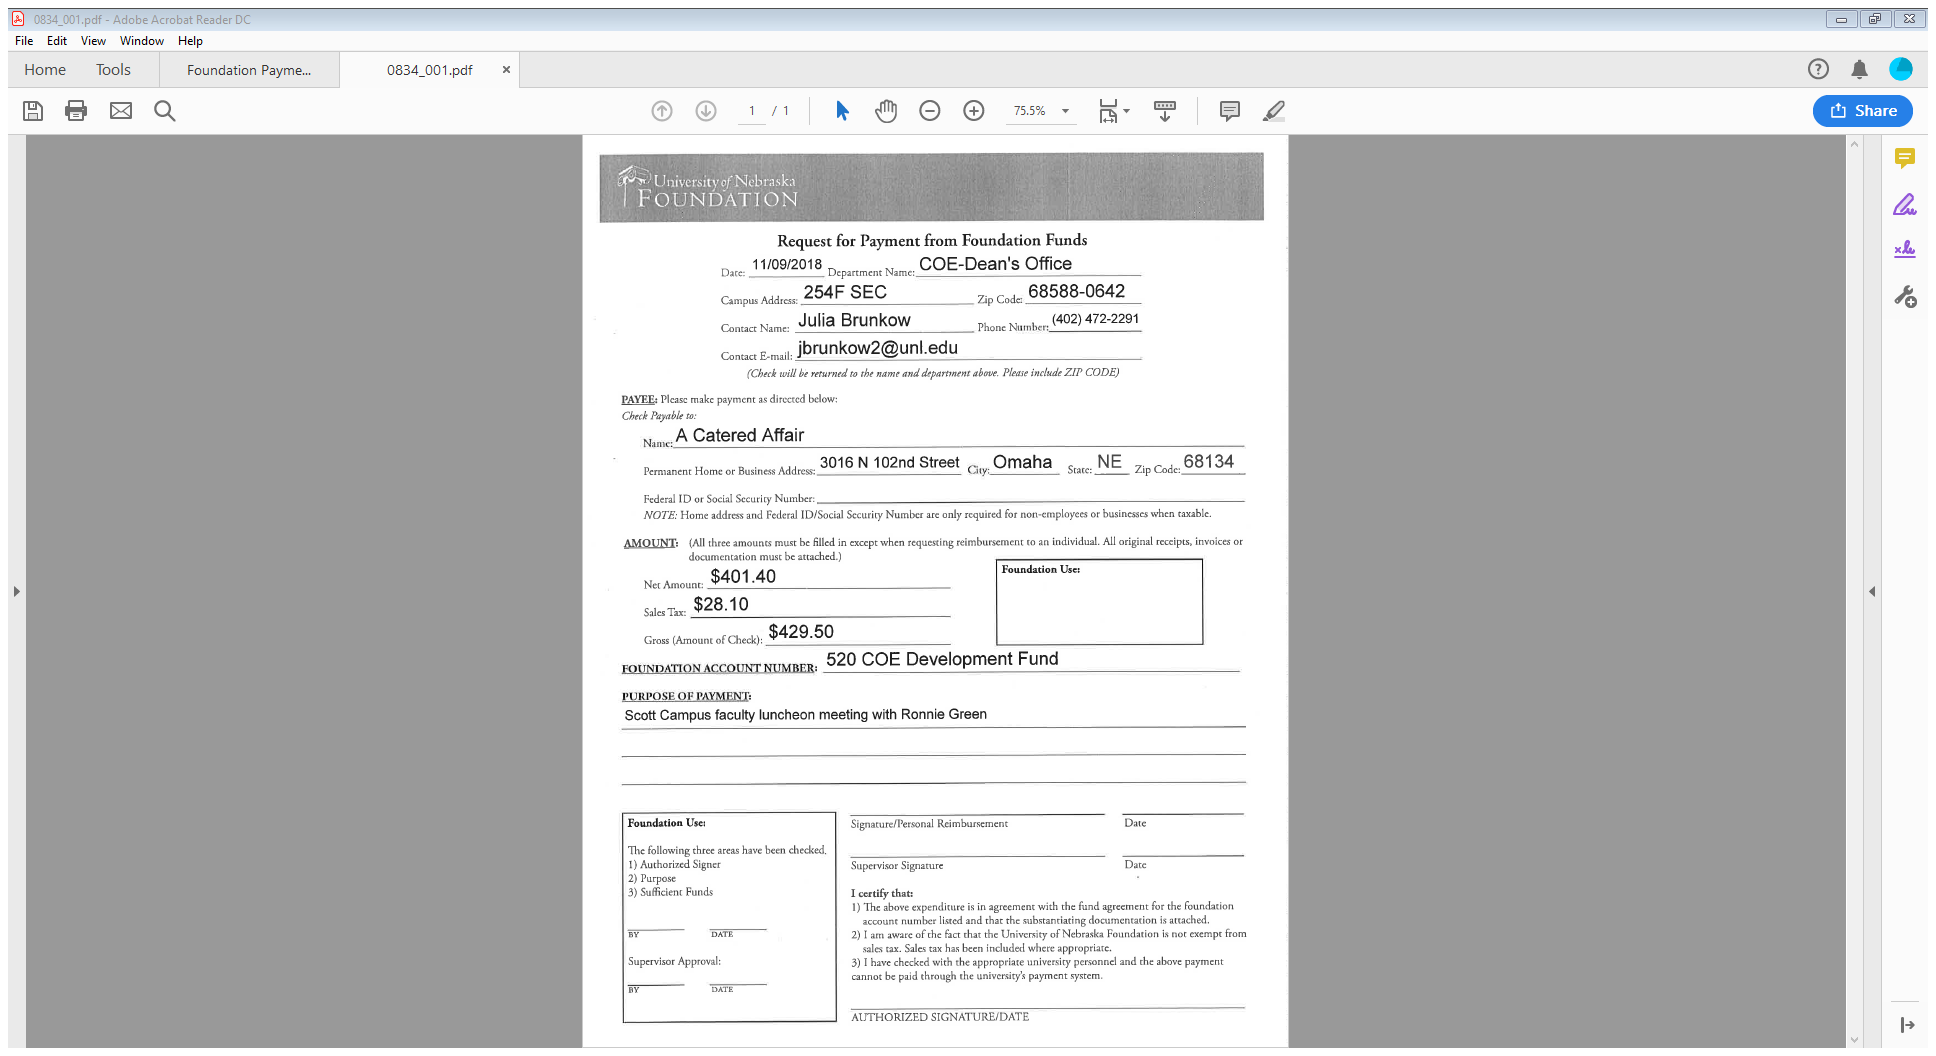 0834_001.pdf - Adobe Acrobat Reader DC
File Edit View Window Help
Home Tools Foundation Payme... 0834_001.pdf
1 / 1 75.5% Share
University of Nebraska
FOUNDATION
Request for Payment from Foundation Funds
Date: 11/09/2018 Department Name: COE-Dean's Office
Campus Address: 254F SEC Zip Code: 68588-0642
Contact Name: Julia Brunkow Phone Number: (402) 472-2291
Contact E-mail: jbrunkow2@unl.edu
(Check will be returned to the name and department above. Please include ZIP CODE)
PAYEE: Please make payment as directed below:
Check Payable to:
Name: A Catered Affair
Permanent Home or Business Address: 3016 N 102nd Street City: Omaha State: NE Zip Code: 68134
Federal ID or Social Security Number:
NOTE: Home address and Federal ID/Social Security Number are only required for non-employees or businesses when taxable.
AMOUNT: (All three amounts must be filled in except when requesting reimbursement to an individual. All original receipts, invoices or
documentation must be attached.)
Net Amount: $401.40
Foundation Use:
Sales Tax: $28.10
Gross (Amount of Check): $429.50
FOUNDATION ACCOUNT NUMBER: 520 COE Development Fund
PURPOSE OF PAYMENT:
Scott Campus faculty luncheon meeting with Ronnie Green
Foundation Use:
The following three areas have been checked.
1) Authorized Signer
2) Purpose
3) Sufficient Funds
BY DATE
Supervisor Approval:
BY DATE
Signature/Personal Reimbursement Date
Supervisor Signature Date
I certify that:
1) The above expenditure is in agreement with the fund agreement for the foundation
account number listed and that the substantiating documentation is attached.
2) I am aware of the fact that the University of Nebraska Foundation is not exempt from
sales tax. Sales tax has been included where appropriate.
3) I have checked with the appropriate university personnel and the above payment
cannot be paid through the university's payment system.
AUTHORIZED SIGNATURE/DATE